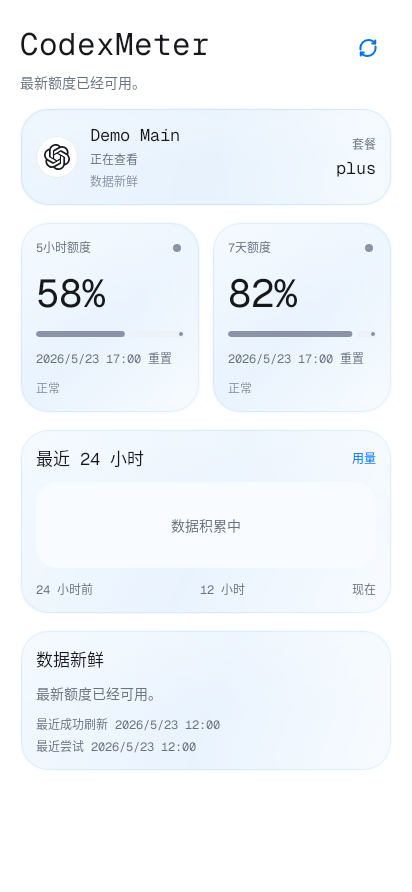 CodexMeter
最新额度已经可用。
Demo Main
正在查看
数据新鲜
套餐
plus
5小时额度
58%
2026/5/23 17:00 重置
正常
7天额度
82%
2026/5/23 17:00 重置
正常
最近 24 小时
用量
数据积累中
24 小时前
12 小时
现在
数据新鲜
最新额度已经可用。
最近成功刷新 2026/5/23 12:00
最近尝试 2026/5/23 12:00